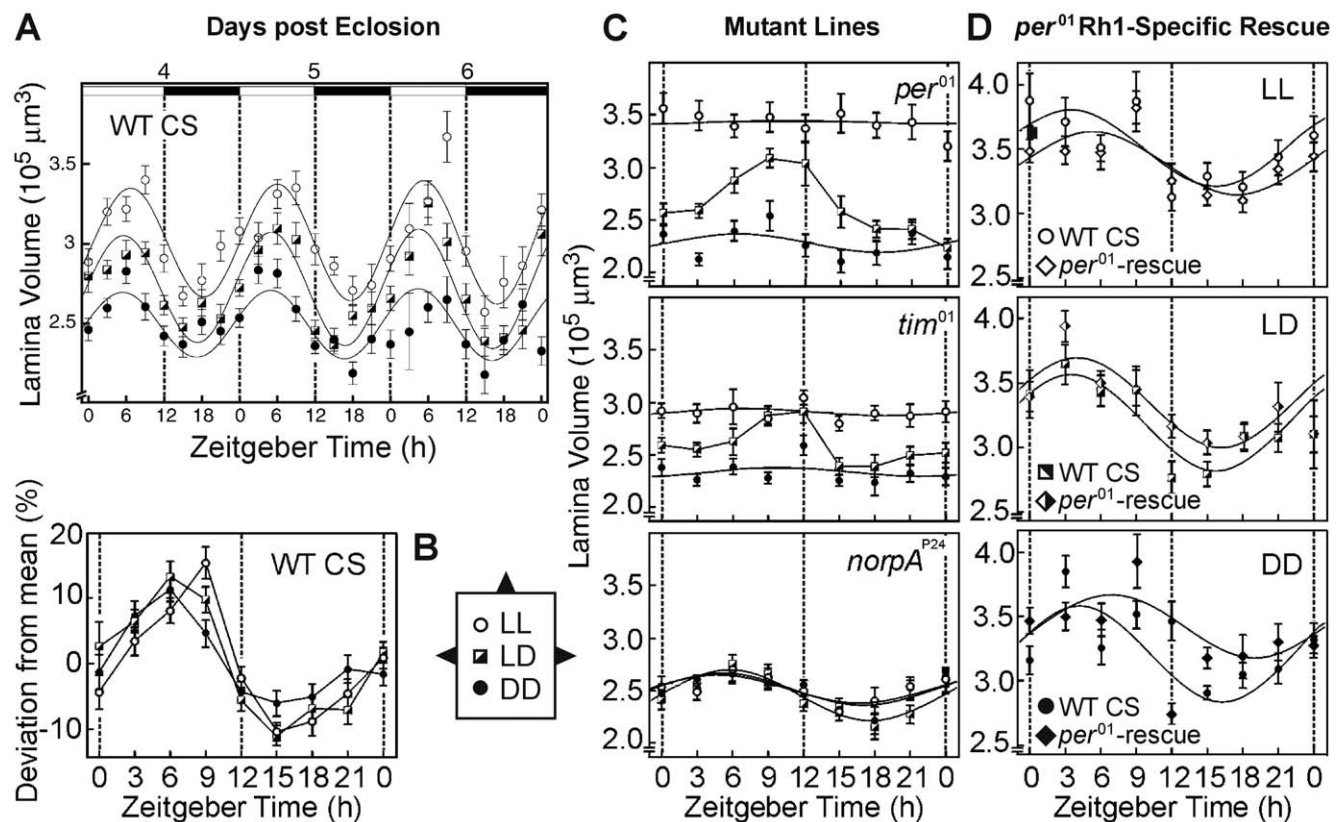 A
Days post Eclosion
4 5 6
WT CS
Lamina Volume (10⁵ µm³)
3.5
3.0
2.5
0 6 12 18 0 6 12 18 0 6 12 18 0
Zeitgeber Time (h)
Deviation from mean (%)
20
10
0
-10
WT CS
0 3 6 9 12 15 18 21 0
Zeitgeber Time (h)
B
LL
LD
DD
C
Mutant Lines
Lamina Volume (10⁵ µm³)
per⁰¹
3.5
3.0
2.5
2.0
tim⁰¹
3.5
3.0
2.5
2.0
norpA^P24
3.5
3.0
2.5
2.0
0 3 6 9 12 15 18 21 0
Zeitgeber Time (h)
D
per⁰¹ Rh1-Specific Rescue
LL
4.0
3.5
3.0
2.5
WT CS
per⁰¹-rescue
LD
4.0
3.5
3.0
2.5
WT CS
per⁰¹-rescue
DD
4.0
3.5
3.0
2.5
WT CS
per⁰¹-rescue
0 3 6 9 12 15 18 21 0
Zeitgeber Time (h)